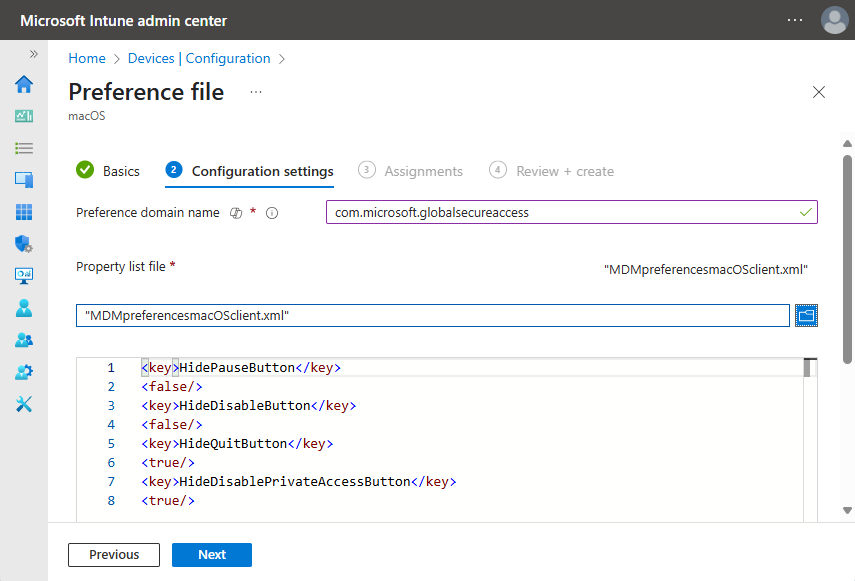 Microsoft Intune admin center
Home > Devices | Configuration >
Preference file ...
macOS
Basics 2 Configuration settings 3 Assignments 4 Review + create
Preference domain name * com.microsoft.globalsecureaccess
Property list file * "MDMpreferencesmacOSclient.xml"
"MDMpreferencesmacOSclient.xml"
1 <key>HidePauseButton</key>
2 <false/>
3 <key>HideDisableButton</key>
4 <false/>
5 <key>HideQuitButton</key>
6 <true/>
7 <key>HideDisablePrivateAccessButton</key>
8 <true/>
Previous Next